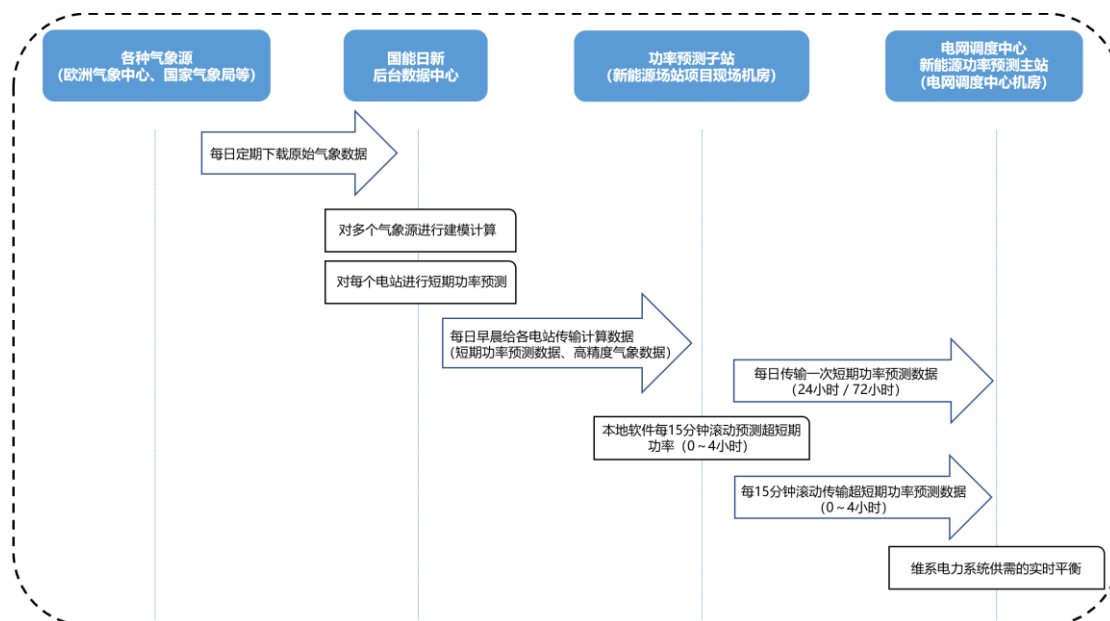 各种气象源
(欧洲气象中心、国家气象局等)
国能日新
后台数据中心
功率预测子站
(新能源场站项目现场机房)
电网调度中心
新能源功率预测主站
(电网调度中心机房)
每日定期下载原始气象数据
对多个气象源进行建模计算
对每个电站进行短期功率预测
每日早晨给各电站传输计算数据
(短期功率预测数据、高精度气象数据)
每日传输一次短期功率预测数据
(24小时 / 72小时)
本地软件每15分钟滚动预测超短期
功率(0~4小时)
每15分钟滚动传输超短期功率预测数据
(0~4小时)
维系电力系统供需的实时平衡